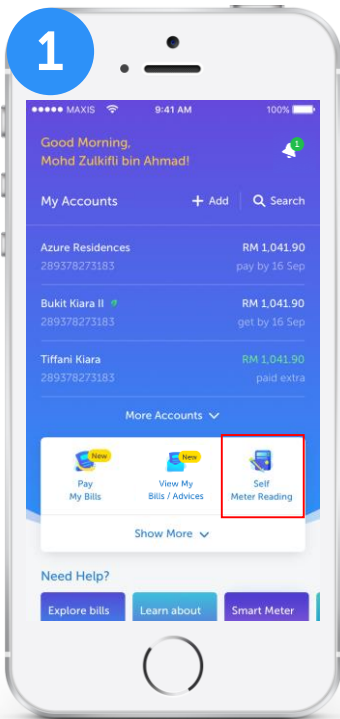 1
MAXIS 9:41 AM 100%
Good Morning,
Mohd Zulkifli bin Ahmad!
1
My Accounts + Add Search
Azure Residences RM 1,041.90
289378273183 pay by 16 Sep
Bukit Kiara II RM 1,041.90
289378273183 get by 16 Sep
Tiffani Kiara RM 1,041.90
289378273183 paid extra
More Accounts
New New
Pay View My Self
My Bills Bills / Advices Meter Reading
Show More
Need Help?
Explore bills Learn about Smart Meter